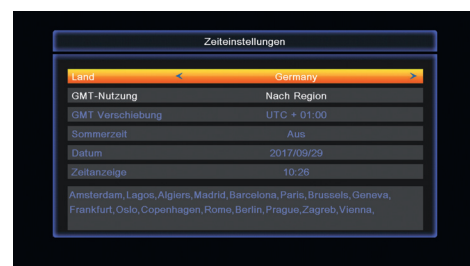 Zeiteinstellungen
Land < Germany >
GMT-Nutzung Nach Region
GMT Verschiebung UTC + 01:00
Sommerzeit Aus
Datum 2017/09/29
Zeitanzeige 10:26
Amsterdam,Lagos,Algiers,Madrid,Barcelona,Paris,Brussels,Geneva,
Frankfurt,Oslo,Copenhagen,Rome,Berlin,Prague,Zagreb,Vienna,